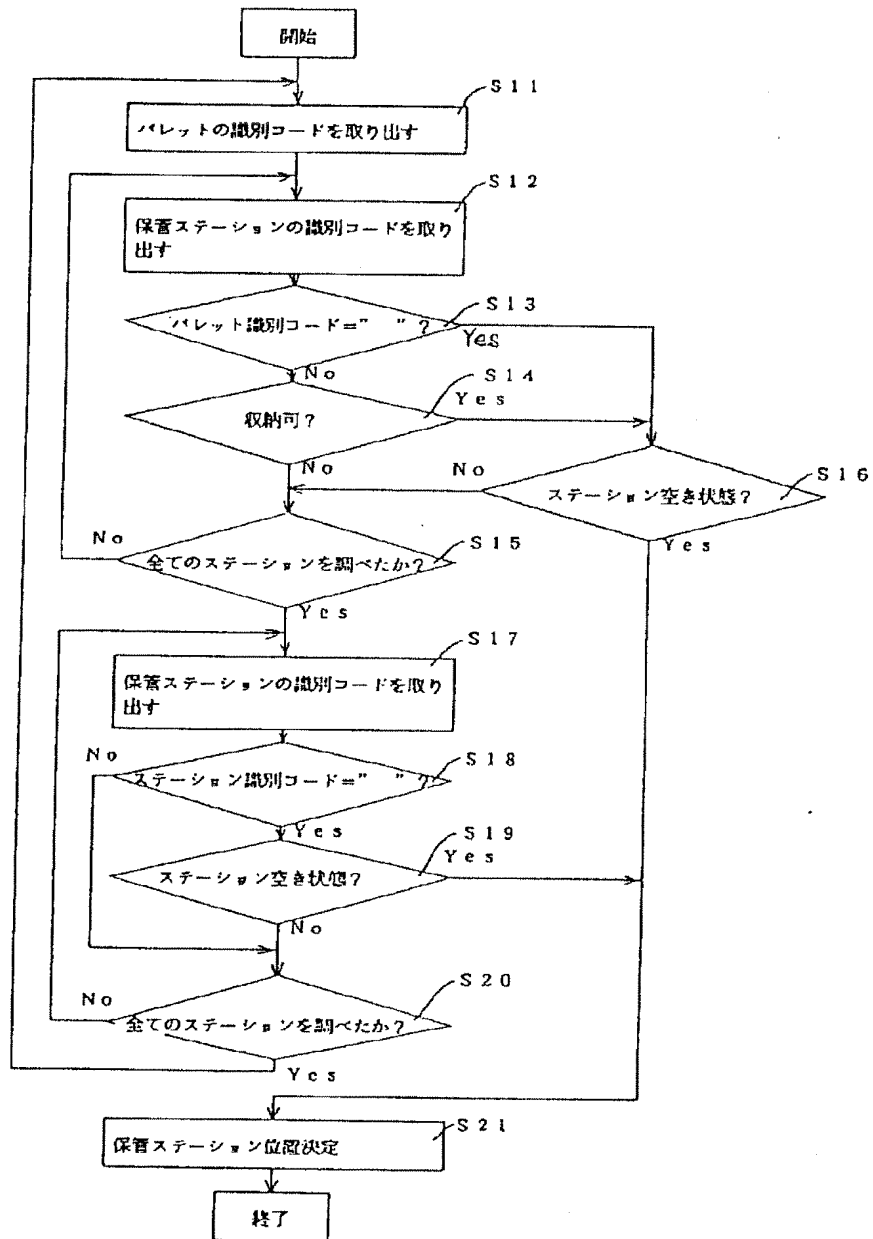 開始
S11
パレットの識別コードを取り出す
S12
保管ステーションの識別コードを取り
出す
S13
パレット識別コード=" "?
Yes
No
S14
Yes
収納可?
No
No
S16
ステーション空き状態?
Yes
No
S15
全てのステーションを調べたか?
Yes
S17
保管ステーションの識別コードを取り
出す
No
S18
ステーション識別コード=" "?
Yes
S19
Yes
ステーション空き状態?
No
S20
No
全てのステーションを調べたか?
Yes
S21
保管ステーション位置決定
終了